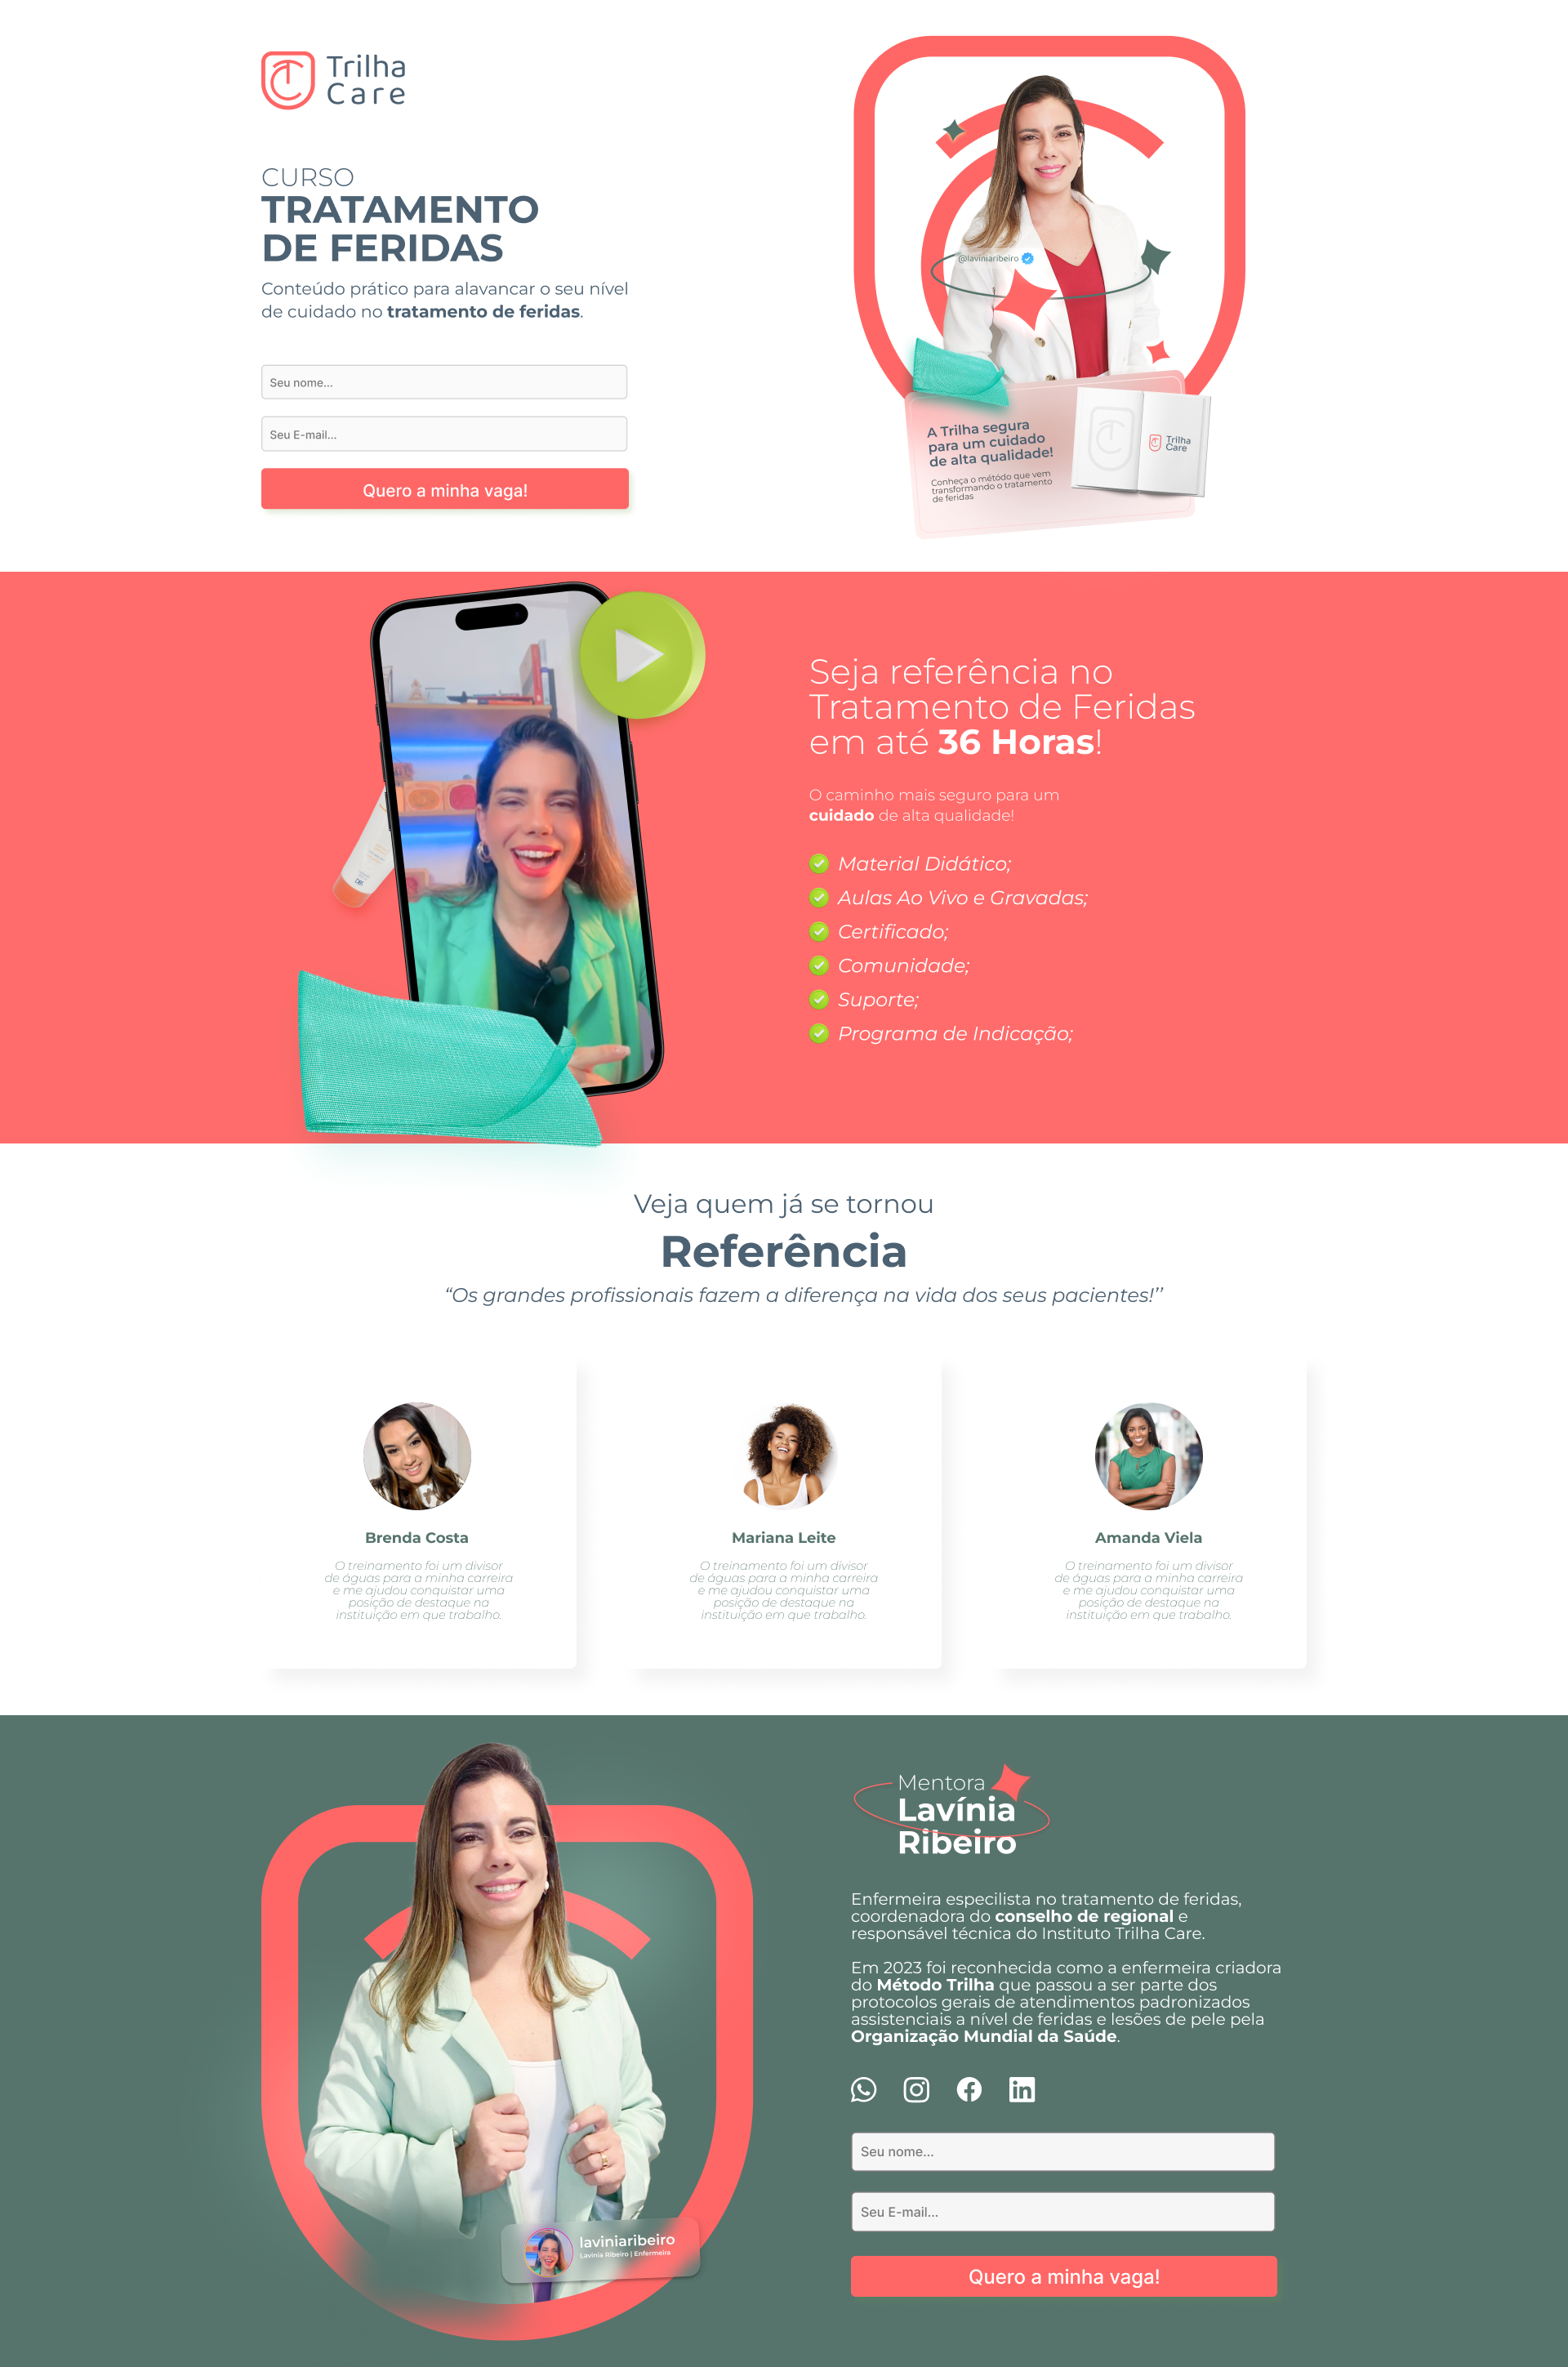 Trilha
Care
CURSO
TRATAMENTO
DE FERIDAS
Conteúdo prático para alavancar o seu nível
de cuidado no tratamento de feridas.
Seu nome...
Seu E-mail...
Quero a minha vaga!
@laviniaribeiro
A Trilha segura
para um cuidado
de alta qualidade!
Conheça o método que vem
transformando o tratamento
de feridas
Trilha
Care
Seja referência no
Tratamento de Feridas
em até 36 Horas!
O caminho mais seguro para um
cuidado de alta qualidade!
Material Didático;
Aulas Ao Vivo e Gravadas;
Certificado;
Comunidade;
Suporte;
Programa de Indicação;
Veja quem já se tornou
Referência
“Os grandes profissionais fazem a diferença na vida dos seus pacientes!’’
Brenda Costa
O treinamento foi um divisor
de águas para a minha carreira
e me ajudou conquistar uma
posição de destaque na
instituição em que trabalho.
Mariana Leite
O treinamento foi um divisor
de águas para a minha carreira
e me ajudou conquistar uma
posição de destaque na
instituição em que trabalho.
Amanda Viela
O treinamento foi um divisor
de águas para a minha carreira
e me ajudou conquistar uma
posição de destaque na
instituição em que trabalho.
Mentora
Lavínia
Ribeiro
Enfermeira especilista no tratamento de feridas,
coordenadora do conselho de regional e
responsável técnica do Instituto Trilha Care.
Em 2023 foi reconhecida como a enfermeira criadora
do Método Trilha que passou a ser parte dos
protocolos gerais de atendimentos padronizados
assistenciais a nível de feridas e lesões de pele pela
Organização Mundial da Saúde.
laviniaribeiro
Lavínia Ribeiro | Enfermeira
Seu nome...
Seu E-mail...
Quero a minha vaga!